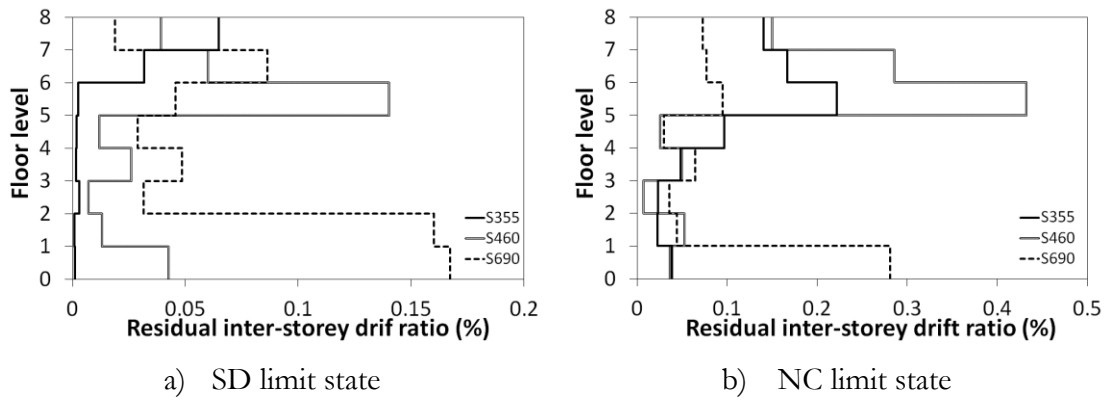 8
7
6
5
4
3
2
1
0
Floor level
S355
S460
S690
0 0.05 0.1 0.15 0.2
Residual inter-storey drif ratio (%)
a) SD limit state
8
7
6
5
4
3
2
1
0
Floor level
S355
S460
S690
0 0.1 0.2 0.3 0.4 0.5
Residual inter-storey drift ratio (%)
b) NC limit state